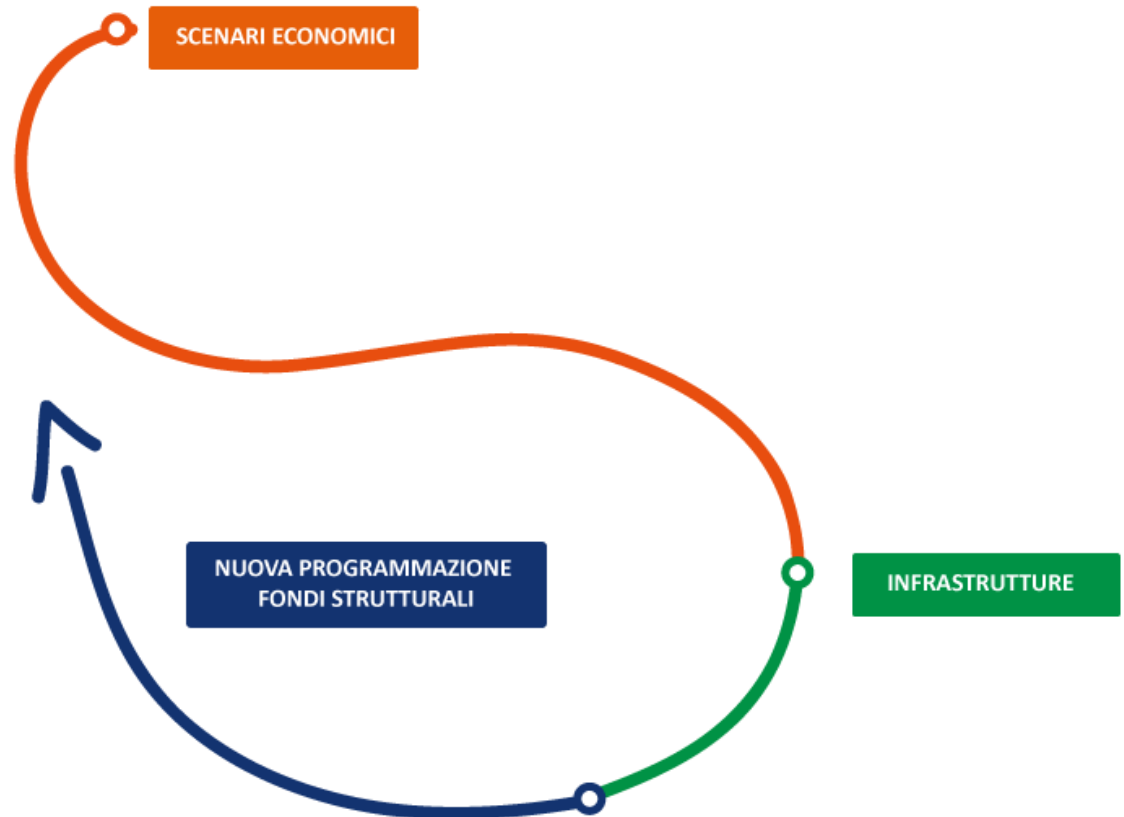 SCENARI ECONOMICI
NUOVA PROGRAMMAZIONE
FONDI STRUTTURALI
INFRASTRUTTURE